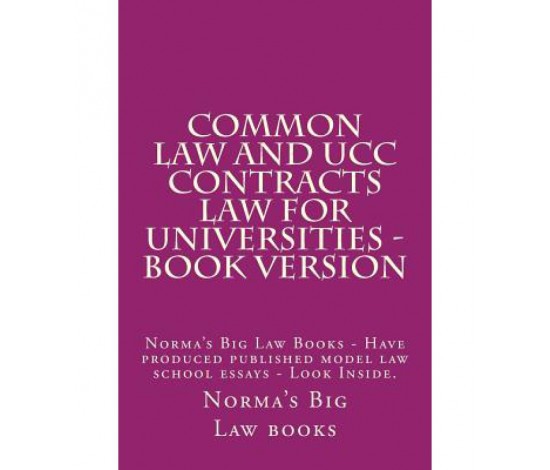 COMMON
LAW AND UCC
CONTRACTS
LAW FOR
UNIVERSITIES -
BOOK VERSION
Norma's Big Law Books - Have
produced published model law
school essays - Look Inside.
Norma's Big
Law books